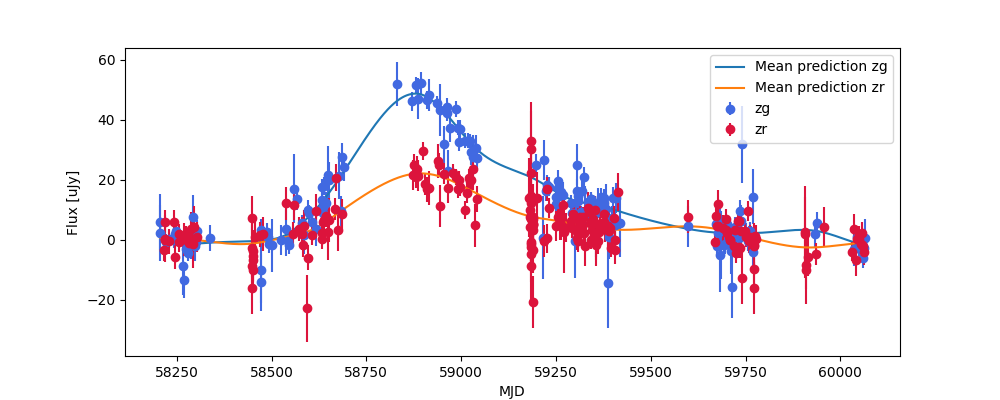 60
40
20
0
−20
Flux [uJy]
58250 58500 58750 59000 59250 59500 59750 60000
MJD
Mean prediction zg
Mean prediction zr
zg
zr